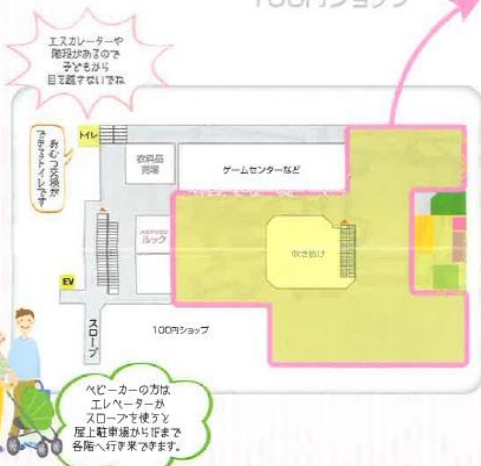 100円ショップ
エスカレーターや
階段があるので
子どもから
目を離さないでね
トイレ
おむつ交換が
できるトイレです
衣料品
売場
ゲームセンターなど
ルック
吹き抜け
EV
スロープ
100円ショップ
ベビーカーの方は
エレベーターか
スロープを使うと
屋上駐車場から1Fまで
各階へ行き来できます。